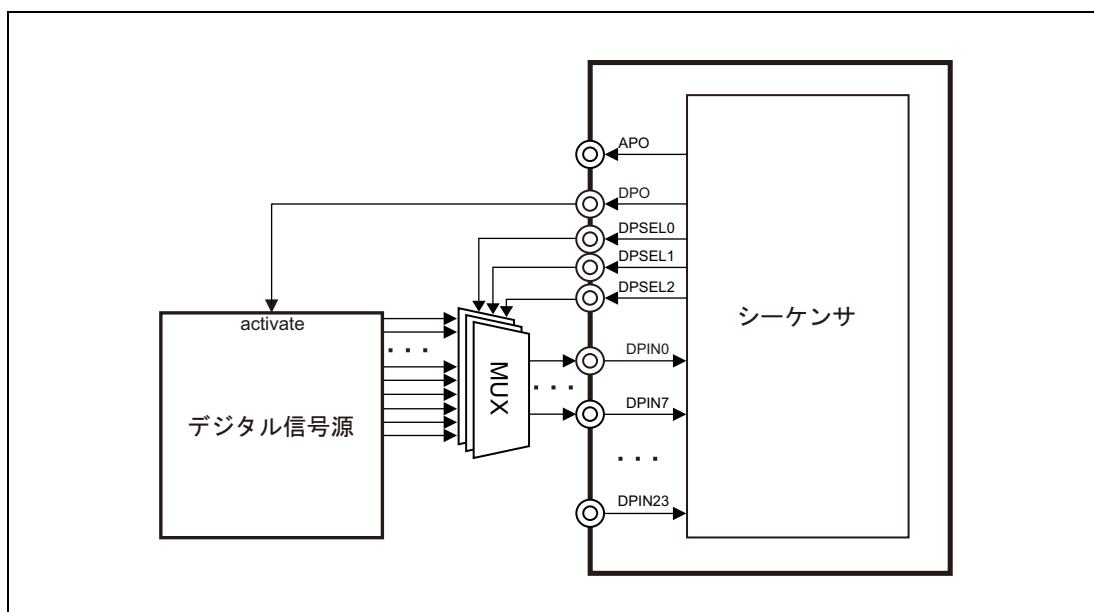 APO
DPO
DPSEL0
DPSEL1
DPSEL2
シーケンサ
activate
デジタル信号源
MUX
DPIN0
DPIN7
DPIN23